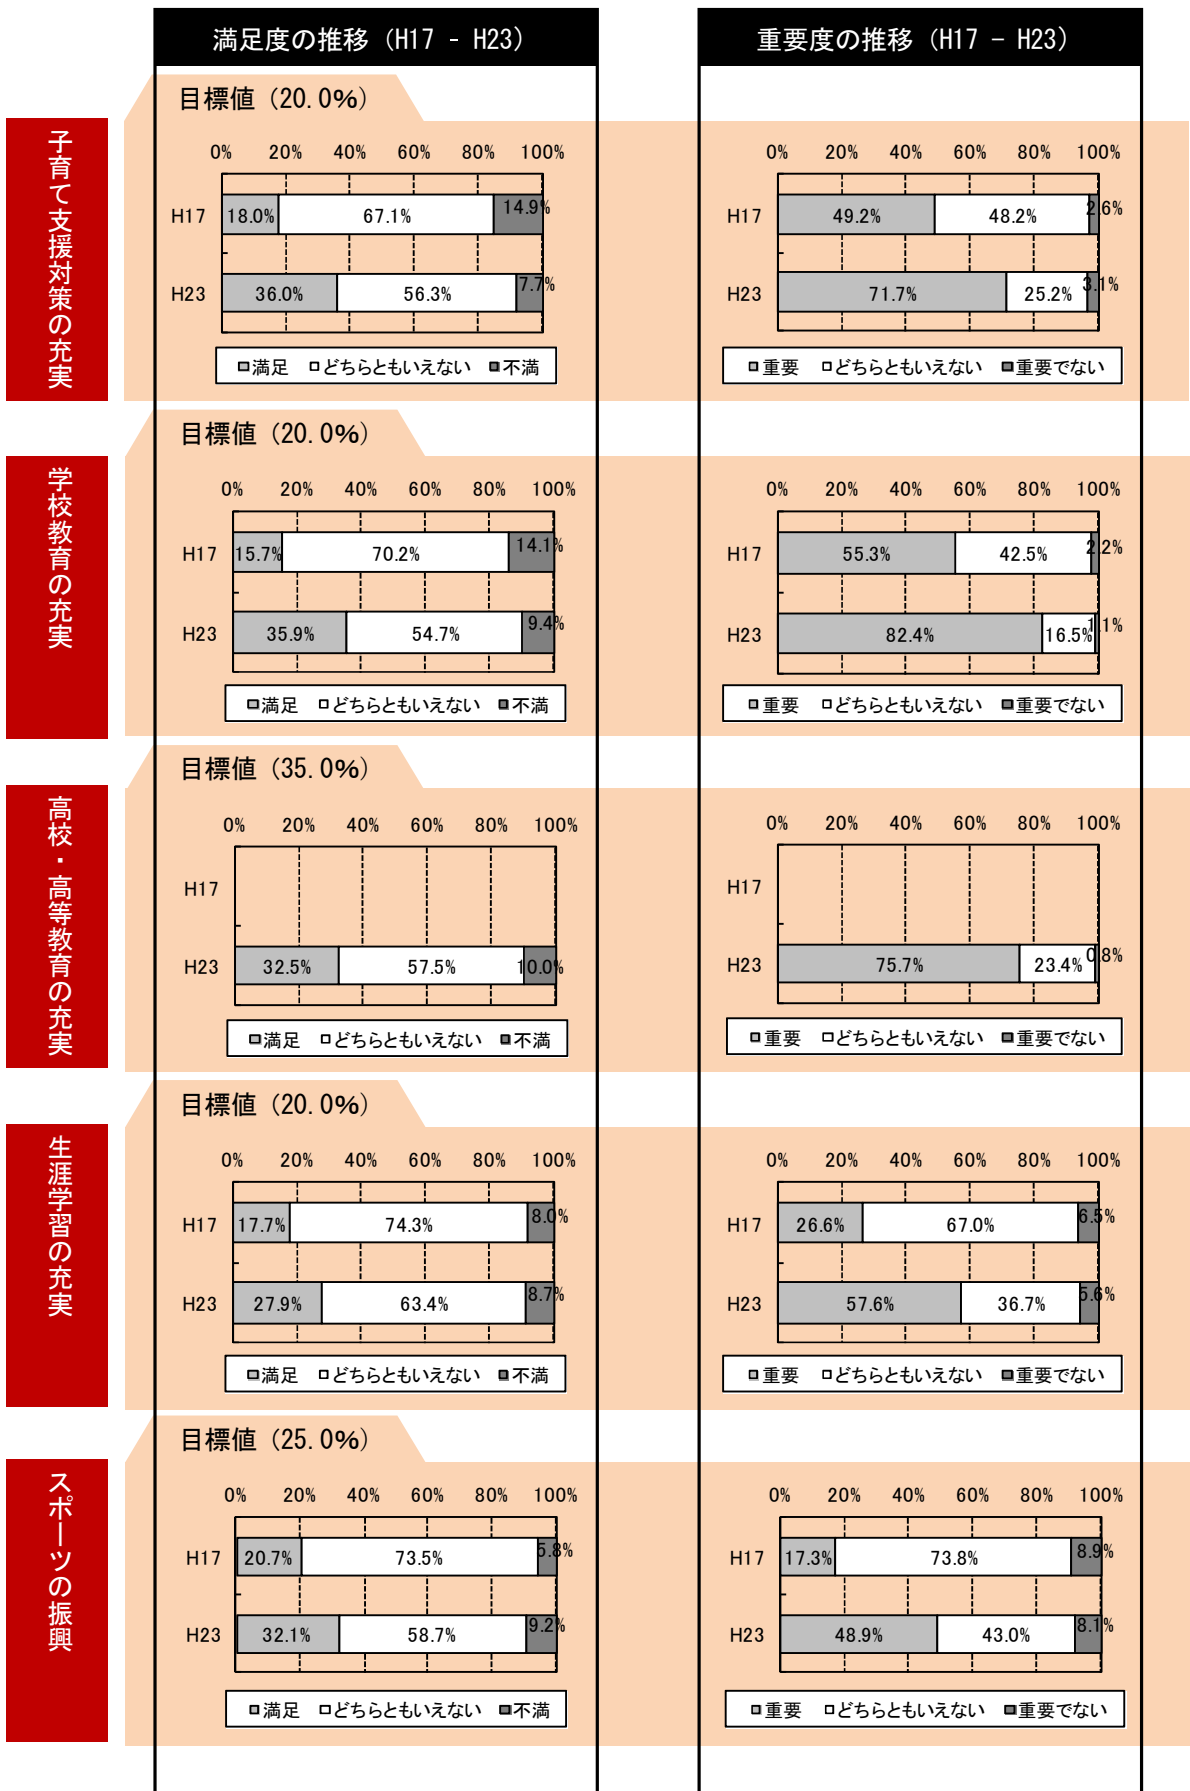 満足度の推移（H17 - H23）
重要度の推移（H17 – H23）
子育て支援対策の充実
目標値（20.0%）
0% 20% 40% 60% 80% 100%
H17 18.0% 67.1% 14.9%
H23 36.0% 56.3% 7.7%
満足 どちらともいえない 不満
0% 20% 40% 60% 80% 100%
H17 49.2% 48.2% 2.6%
H23 71.7% 25.2% 3.1%
重要 どちらともいえない 重要でない
学校教育の充実
目標値（20.0%）
0% 20% 40% 60% 80% 100%
H17 15.7% 70.2% 14.1%
H23 35.9% 54.7% 9.4%
満足 どちらともいえない 不満
0% 20% 40% 60% 80% 100%
H17 55.3% 42.5% 2.2%
H23 82.4% 16.5% 1.1%
重要 どちらともいえない 重要でない
高校・高等教育の充実
目標値（35.0%）
0% 20% 40% 60% 80% 100%
H17
H23 32.5% 57.5% 10.0%
満足 どちらともいえない 不満
0% 20% 40% 60% 80% 100%
H17
H23 75.7% 23.4% 0.8%
重要 どちらともいえない 重要でない
生涯学習の充実
目標値（20.0%）
0% 20% 40% 60% 80% 100%
H17 17.7% 74.3% 8.0%
H23 27.9% 63.4% 8.7%
満足 どちらともいえない 不満
0% 20% 40% 60% 80% 100%
H17 26.6% 67.0% 6.5%
H23 57.6% 36.7% 5.6%
重要 どちらともいえない 重要でない
スポーツの振興
目標値（25.0%）
0% 20% 40% 60% 80% 100%
H17 20.7% 73.5% 5.8%
H23 32.1% 58.7% 9.2%
満足 どちらともいえない 不満
0% 20% 40% 60% 80% 100%
H17 17.3% 73.8% 8.9%
H23 48.9% 43.0% 8.1%
重要 どちらともいえない 重要でない